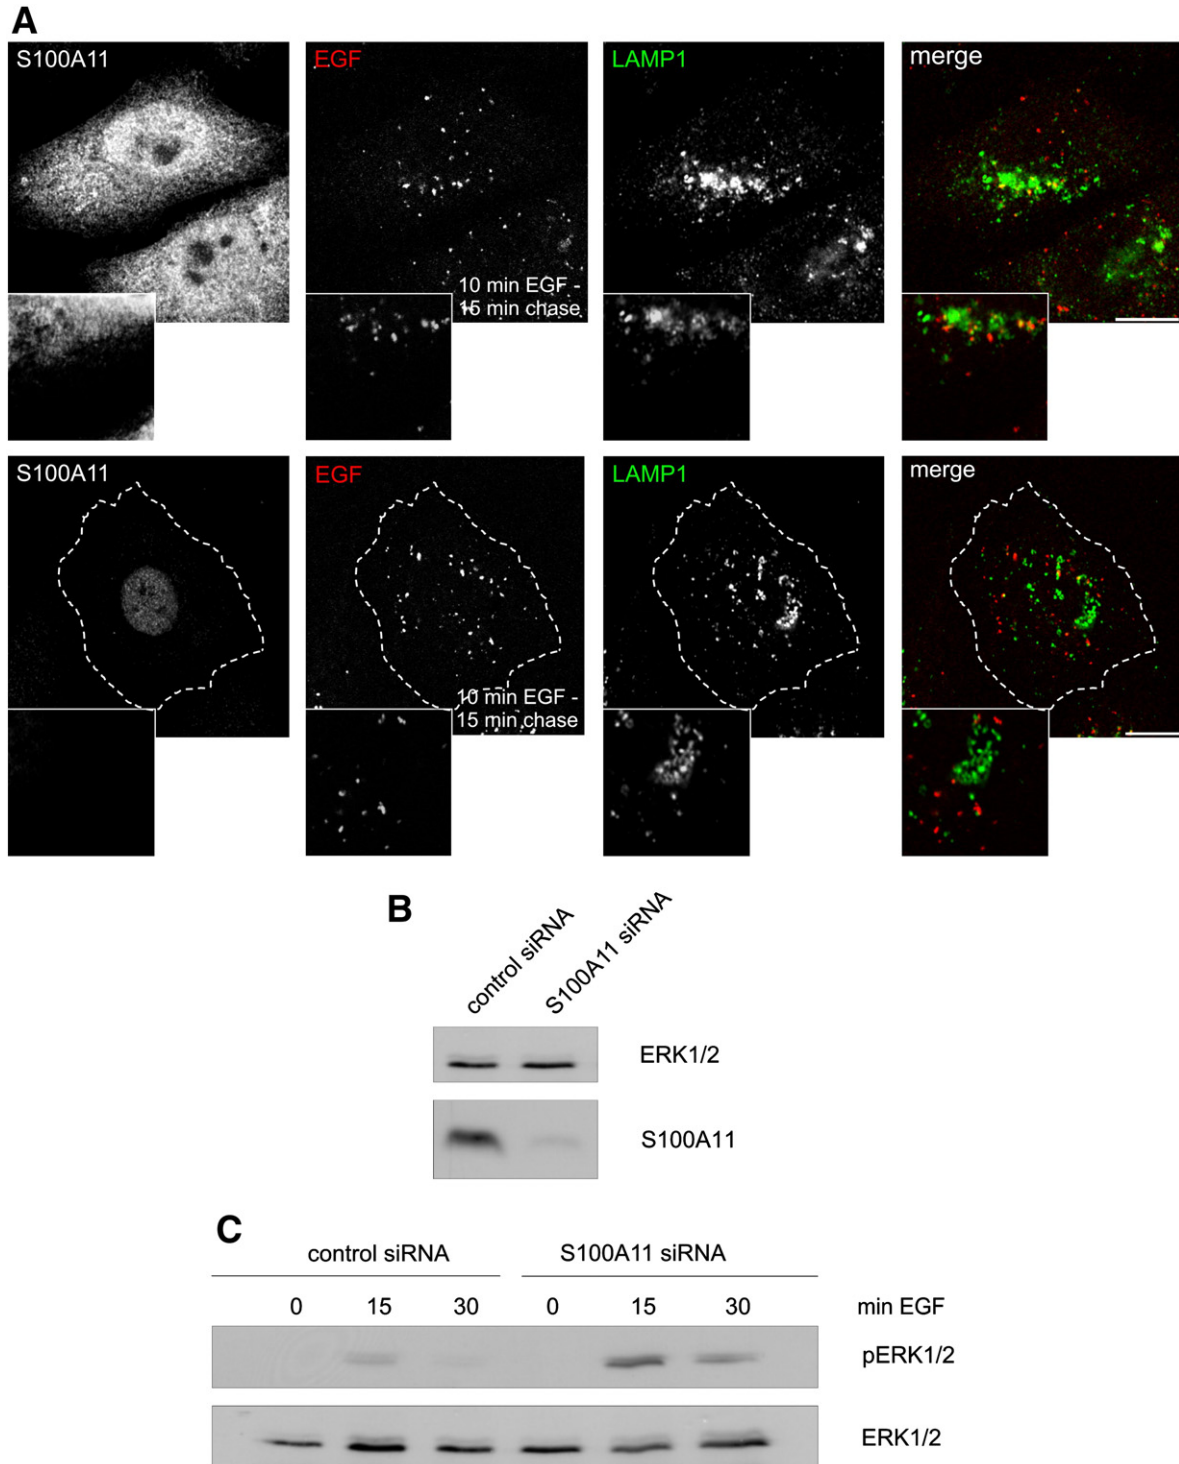 A
S100A11 EGF LAMP1 merge
10 min EGF -
15 min chase
S100A11 EGF LAMP1 merge
10 min EGF -
15 min chase
B
control siRNA
S100A11 siRNA
ERK1/2
S100A11
C
control siRNA S100A11 siRNA
0 15 30 0 15 30 min EGF
pERK1/2
ERK1/2